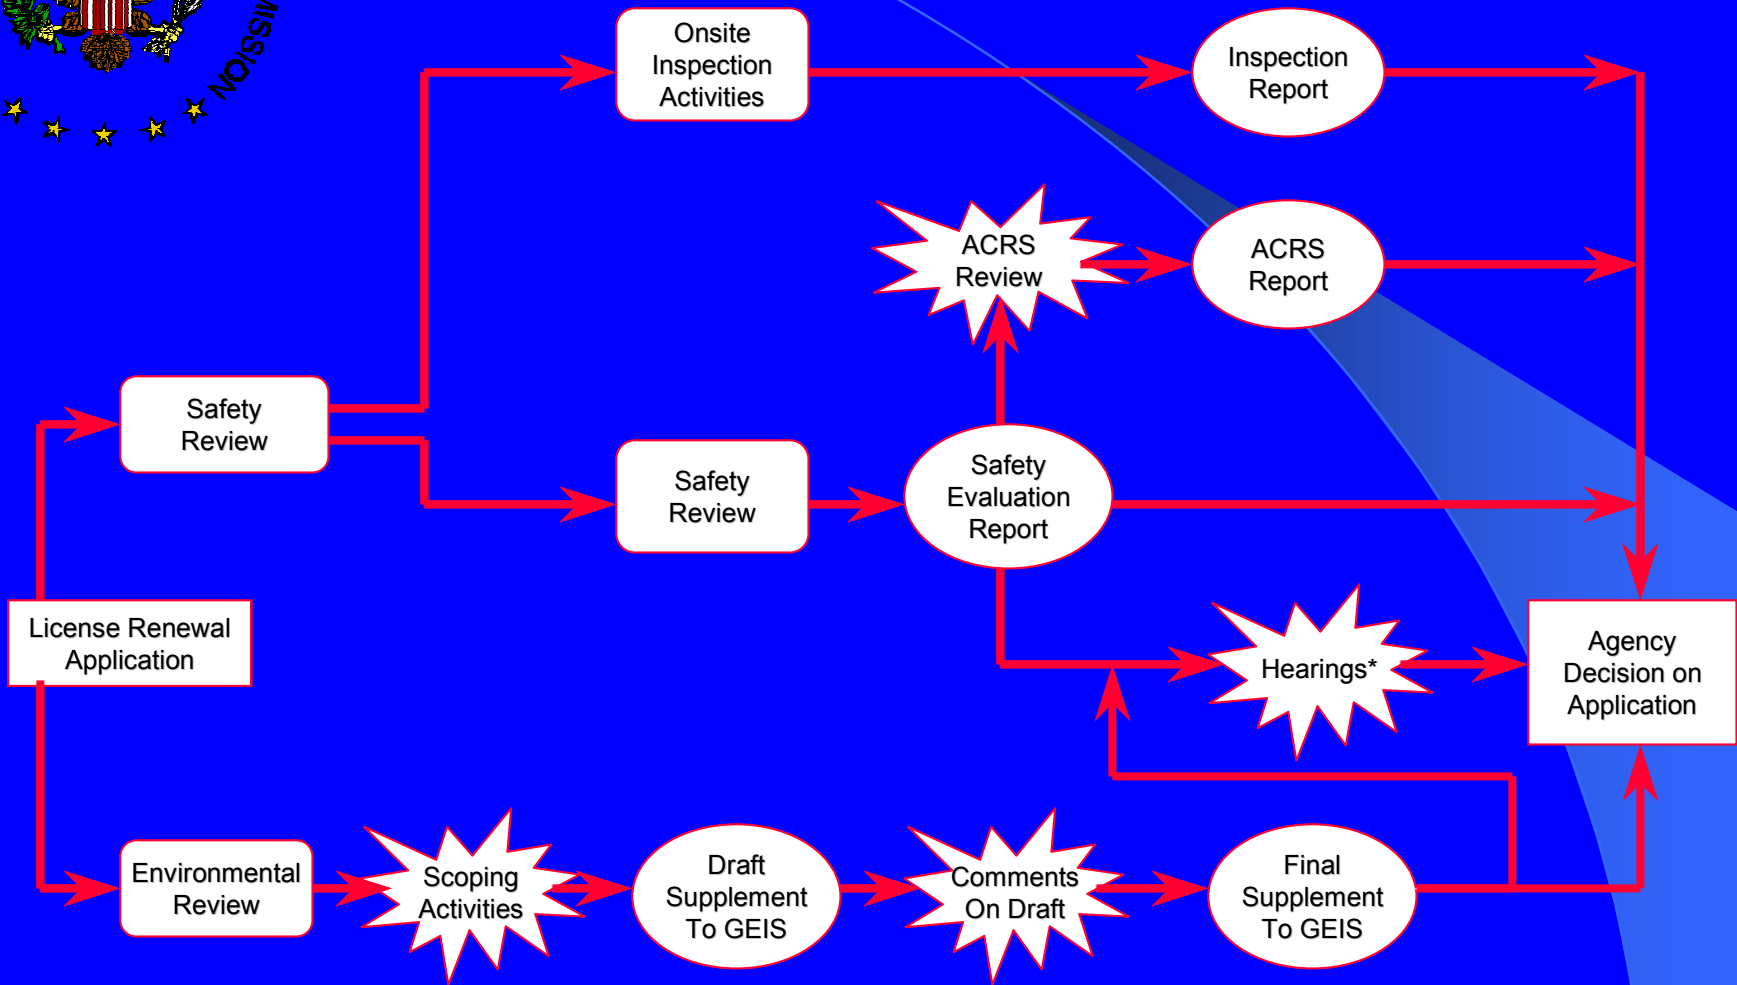 MISSION
Onsite
Inspection
Activities
Inspection
Report
ACRS
Review
ACRS
Report
Safety
Review
Safety
Review
Safety
Evaluation
Report
License Renewal
Application
Hearings*
Agency
Decision on
Application
Environmental
Review
Scoping
Activities
Draft
Supplement
To GEIS
Comments
On Draft
Final
Supplement
To GEIS